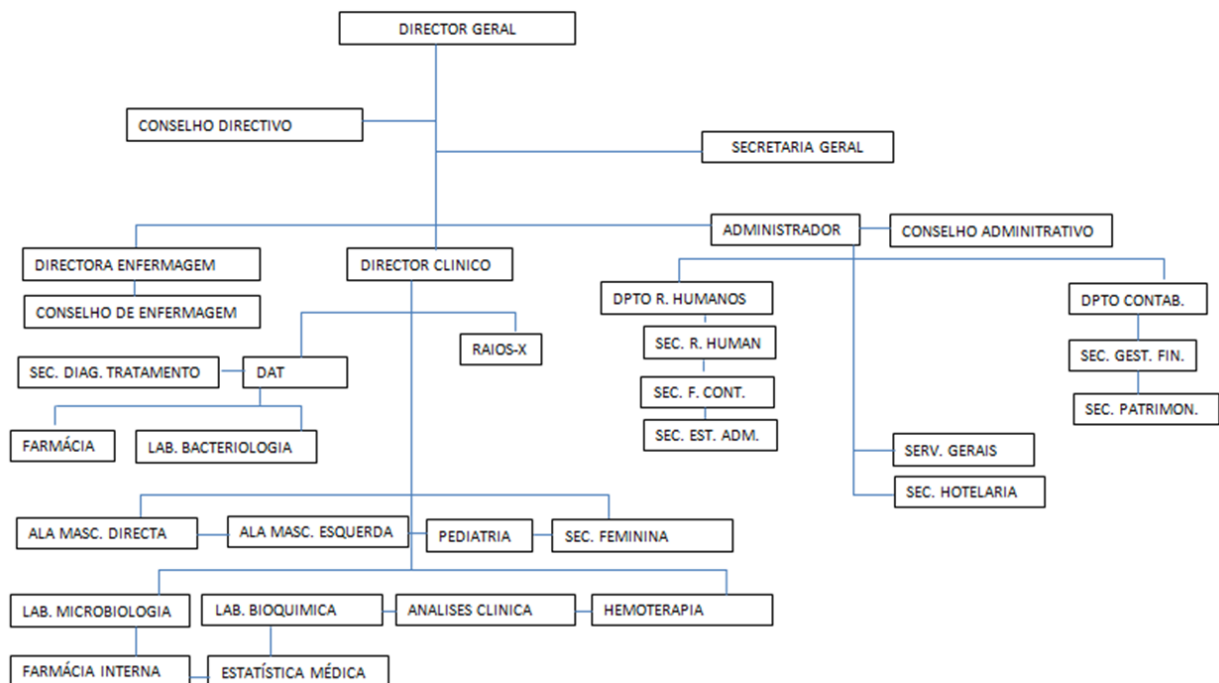 DIRECTOR GERAL
CONSELHO DIRECTIVO
SECRETARIA GERAL
ADMINISTRADOR
CONSELHO ADMINITRATIVO
DIRECTORA ENFERMAGEM
DIRECTOR CLINICO
CONSELHO DE ENFERMAGEM
DPTO R. HUMANOS
DPTO CONTAB.
RAIOS-X
SEC. R. HUMAN
SEC. GEST. FIN.
SEC. DIAG. TRATAMENTO
DAT
SEC. F. CONT.
SEC. PATRIMON.
FARMÁCIA
LAB. BACTERIOLOGIA
SEC. EST. ADM.
SERV. GERAIS
SEC. HOTELARIA
ALA MASC. DIRECTA
ALA MASC. ESQUERDA
PEDIATRIA
SEC. FEMININA
LAB. MICROBIOLOGIA
LAB. BIOQUIMICA
ANALISES CLINICA
HEMOTERAPIA
FARMÁCIA INTERNA
ESTATÍSTICA MÉDICA